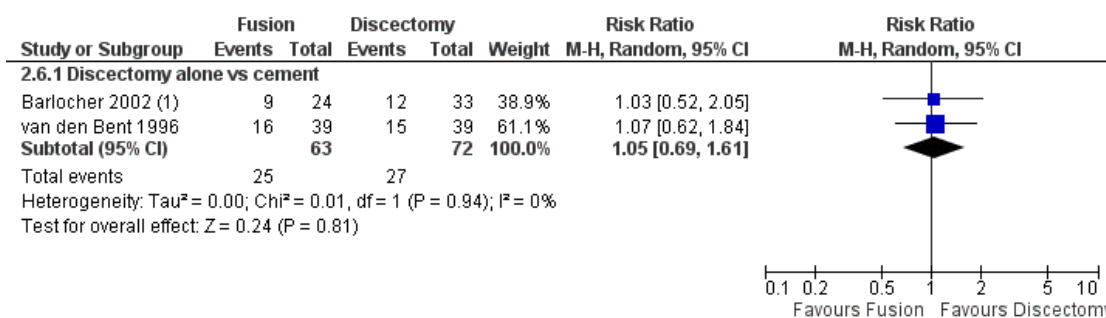 Fusion Discectomy Risk Ratio Risk Ratio
Study or Subgroup Events Total Events Total Weight M-H, Random, 95% CI M-H, Random, 95% CI
2.6.1 Discectomy alone vs cement
Barlocher 2002 (1) 9 24 12 33 38.9% 1.03 [0.52, 2.05]
van den Bent 1996 16 39 15 39 61.1% 1.07 [0.62, 1.84]
Subtotal (95% CI) 63 72 100.0% 1.05 [0.69, 1.61]
Total events 25 27
Heterogeneity: Tau² = 0.00; Chi² = 0.01, df = 1 (P = 0.94); I² = 0%
Test for overall effect: Z = 0.24 (P = 0.81)
0.1 0.2 0.5 1 2 5 10
Favours Fusion Favours Discectomy